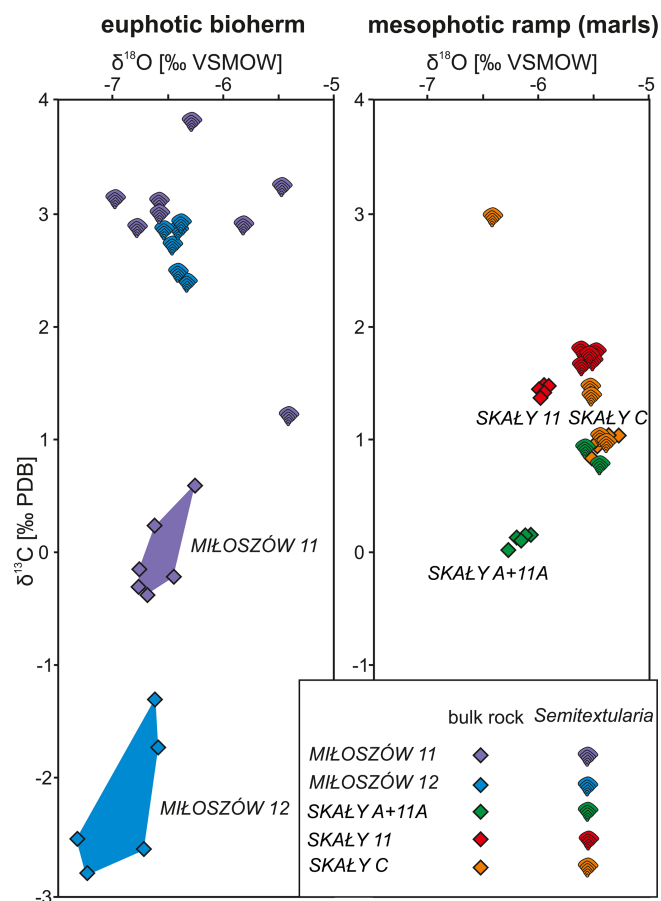 euphotic bioherm
mesophotic ramp (marls)
δ18O [‰ VSMOW]
δ18O [‰ VSMOW]
-7
-6
-5
-7
-6
-5
4
3
2
1
0
-1
-2
-3
4
3
2
1
0
-1
δ13C [‰ PDB]
SKAŁY 11
SKAŁY C
MIŁOSZÓW 11
SKAŁY A+11A
MIŁOSZÓW 12
bulk rock
Semitextularia
MIŁOSZÓW 11
MIŁOSZÓW 12
SKAŁY A+11A
SKAŁY 11
SKAŁY C